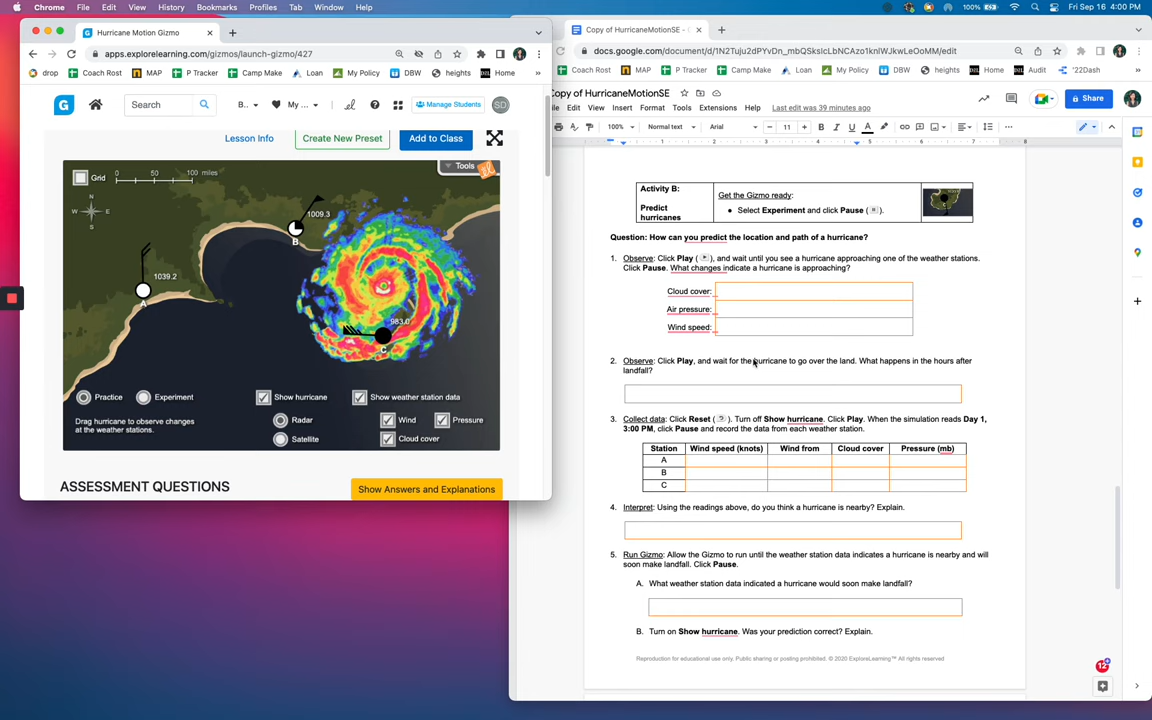 Chrome File Edit View History Bookmarks Profiles Tab Window Help
100% Fri Sep 16 4:00 PM
Hurricane Motion Gizmo
apps.explorelearning.com/gizmos/launch-gizmo/427
drop Coach Rost MAP P Tracker Camp Make Loan My Policy DBW heights Home »
G Search B.. My ... Manage Students SD
Lesson Info Create New Preset Add to Class
Grid 0 50 100 miles Tools
N
W E
S
1009.3
B
1039.2
A
983.0
C
Practice Experiment Show hurricane Show weather station data
Drag hurricane to observe changes
at the weather stations.
Radar Wind Pressure
Satellite Cloud cover
ASSESSMENT QUESTIONS Show Answers and Explanations
Copy of HurricaneMotionSE -
docs.google.com/document/d/1N2Tuju2dPYvDn_mbQSksIcLbNCAzo1knlWJkwLeOoMM/edit
Coach Rost MAP P Tracker Camp Make Loan My Policy DBW heights Home Audit '22Dash »
Copy of HurricaneMotionSE
Edit View Insert Format Tools Extensions Help Last edit was 39 minutes ago
Share
100% Normal text Arial 11 B I U A
1 2 3 4 5 6 7 8
Activity B:
Predict
hurricanes
Get the Gizmo ready:
● Select Experiment and click Pause ( ).
Question: How can you predict the location and path of a hurricane?
1. Observe: Click Play ( ), and wait until you see a hurricane approaching one of the weather stations.
Click Pause. What changes indicate a hurricane is approaching?
Cloud cover:
Air pressure:
Wind speed:
2. Observe: Click Play, and wait for the hurricane to go over the land. What happens in the hours after
landfall?
3. Collect data: Click Reset ( ). Turn off Show hurricane. Click Play. When the simulation reads Day 1,
3:00 PM, click Pause and record the data from each weather station.
Station Wind speed (knots) Wind from Cloud cover Pressure (mb)
A
B
C
4. Interpret: Using the readings above, do you think a hurricane is nearby? Explain.
5. Run Gizmo: Allow the Gizmo to run until the weather station data indicates a hurricane is nearby and will
soon make landfall. Click Pause.
A. What weather station data indicated a hurricane would soon make landfall?
B. Turn on Show hurricane. Was your prediction correct? Explain.
Reproduction for educational use only. Public sharing or posting prohibited. © 2020 ExploreLearning™ All rights reserved
12